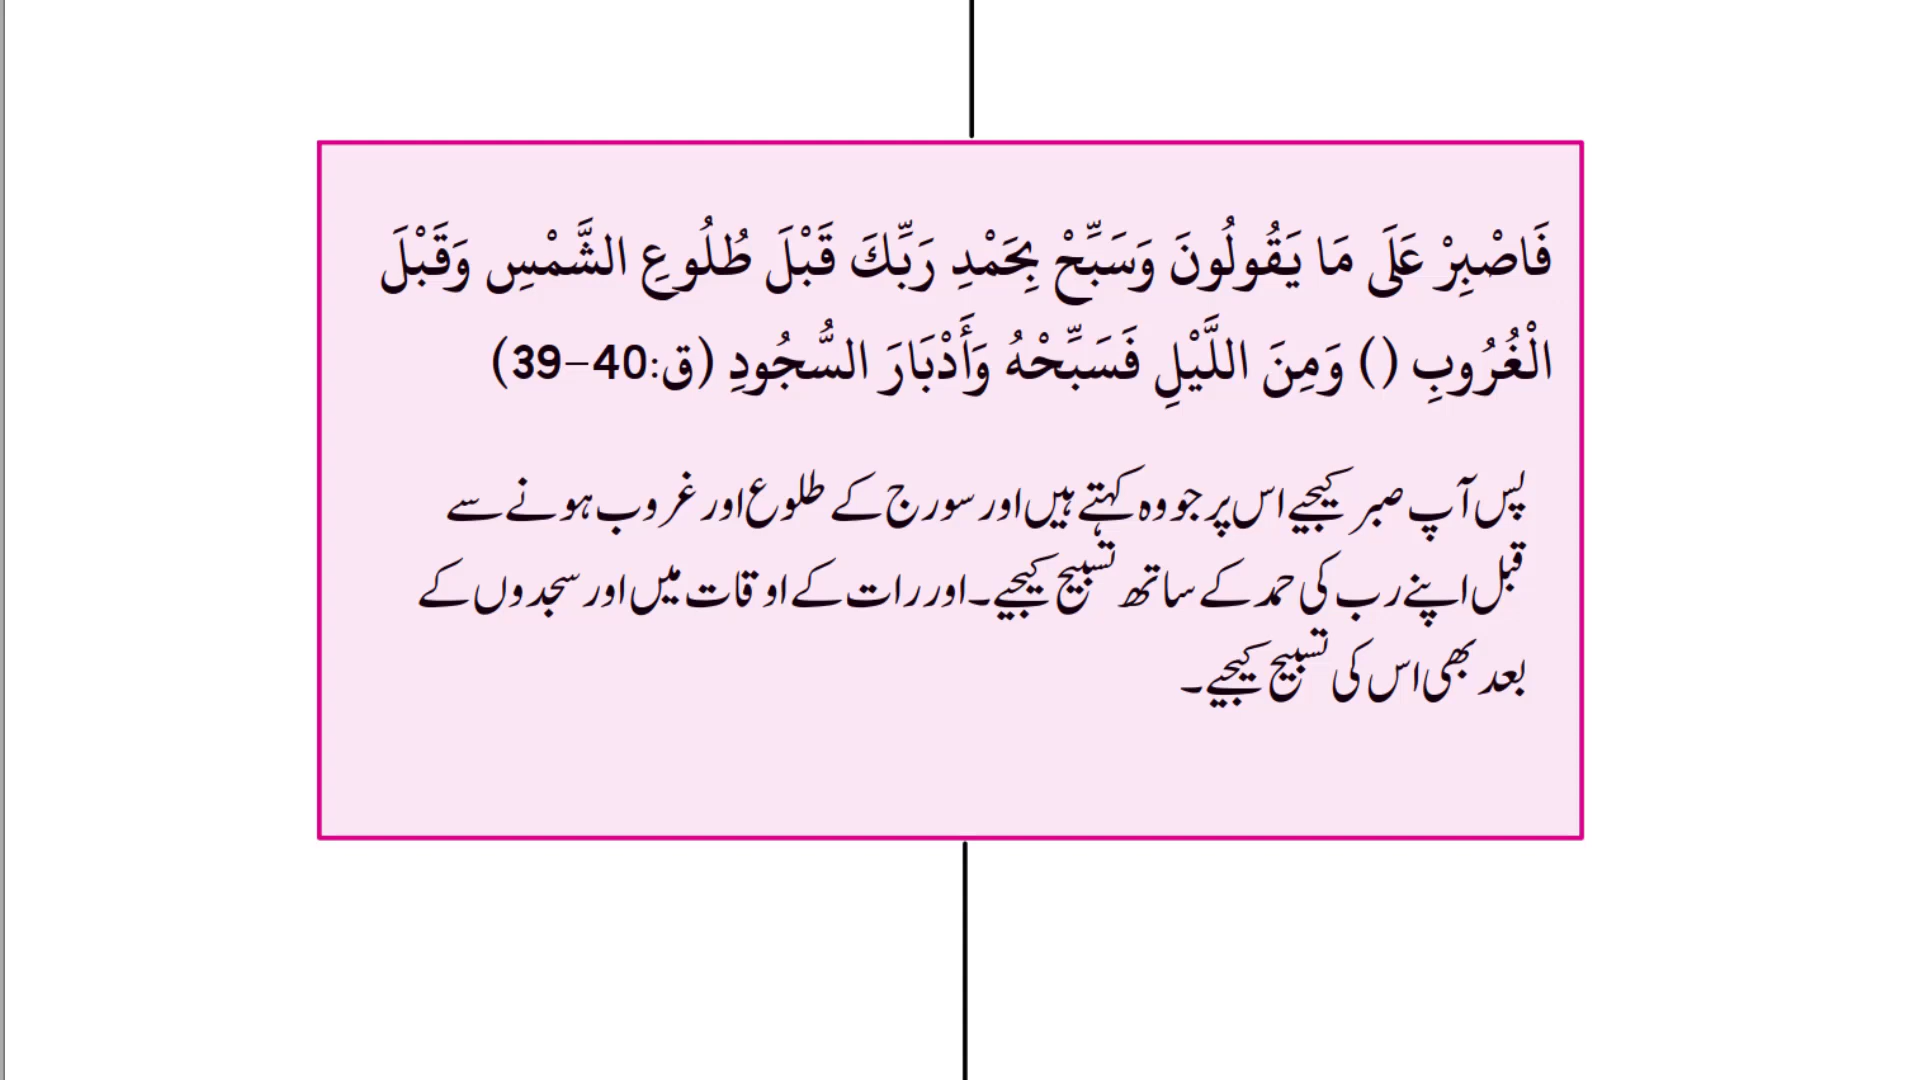 فَاصْبِرْ عَلَى مَا يَقُولُونَ وَسَبِّحْ بِحَمْدِ رَبِّكَ قَبْلَ طُلُوعِ الشَّمْسِ وَقَبْلَ
الْغُرُوبِ () وَمِنَ اللَّيْلِ فَسَبِّحْهُ وَأَدْبَارَ السُّجُودِ (ق:40-39)
پس آپ صبر کیجیے اس پر جو وہ کہتے ہیں اور سورج کے طلوع اور غروب ہونے سے
قبل اپنے رب کی حمد کے ساتھ تسبیح کیجیے۔ اور رات کے اوقات میں اور سجدوں کے
بعد بھی اس کی تسبیح کیجیے۔